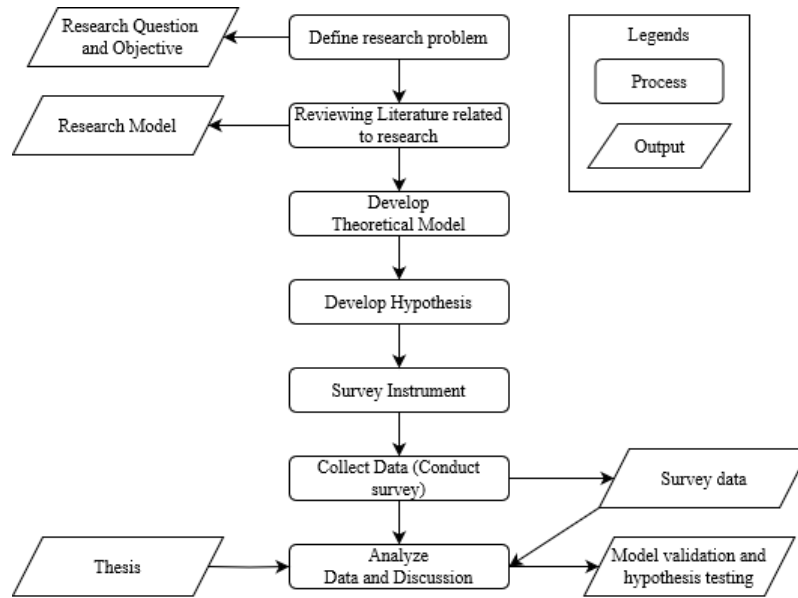 Research Question
and Objective
Define research problem
Legends
Process
Output
Research Model
Reviewing Literature related
to research
Develop
Theoretical Model
Develop Hypothesis
Survey Instrument
Collect Data (Conduct
survey)
Survey data
Thesis
Analyze
Data and Discussion
Model validation and
hypothesis testing